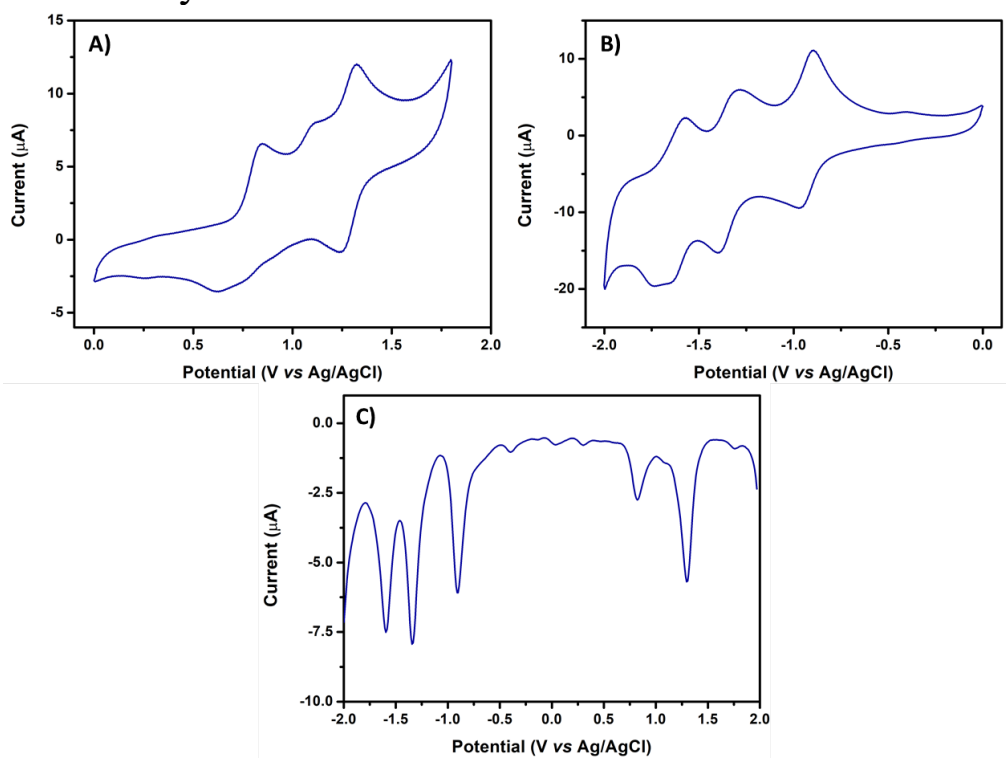 A)
15
10
5
0
-5
0.0 0.5 1.0 1.5 2.0
Current (μA)
Potential (V vs Ag/AgCl)
B)
10
0
-10
-20
-2.0 -1.5 -1.0 -0.5 0.0
Current (μA)
Potential (V vs Ag/AgCl)
C)
0.0
-2.5
-5.0
-7.5
-10.0
-2.0 -1.5 -1.0 -0.5 0.0 0.5 1.0 1.5 2.0
Current (μA)
Potential (V vs Ag/AgCl)